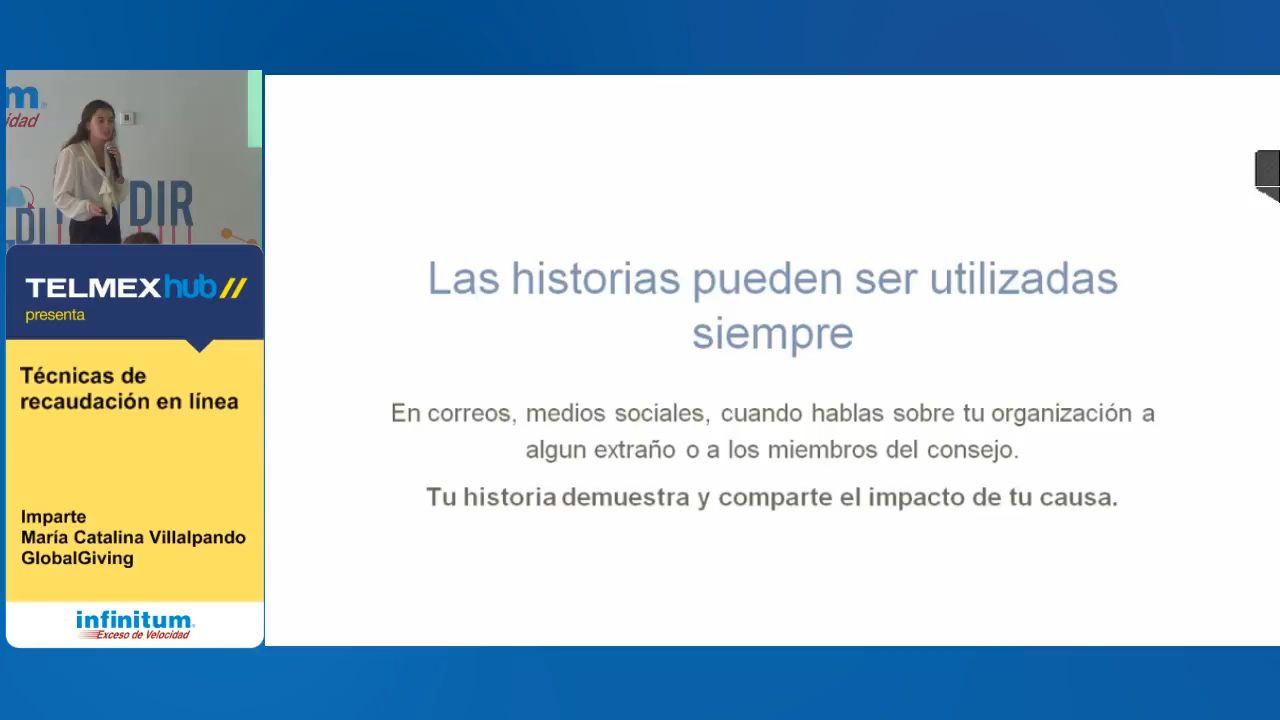 TELMEXhub//
presenta
Técnicas de
recaudación en línea
Imparte
María Catalina Villalpando
GlobalGiving
infinitum
Exceso de Velocidad
Las historias pueden ser utilizadas
siempre
En correos, medios sociales, cuando hablas sobre tu organización a
algun extraño o a los miembros del consejo.
Tu historia demuestra y comparte el impacto de tu causa.